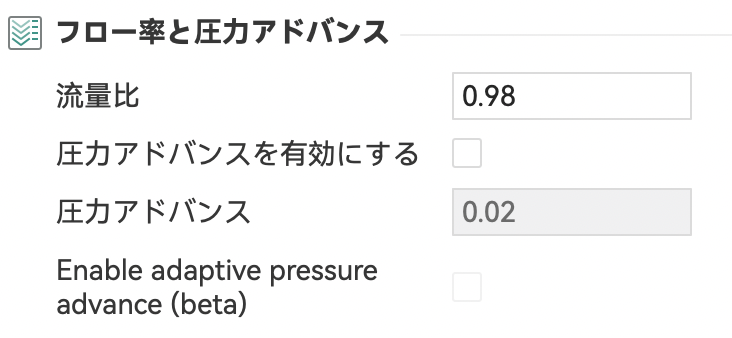 フロー率と圧力アドバンス
流量比 0.98
圧力アドバンスを有効にする
圧力アドバンス 0.02
Enable adaptive pressure
advance (beta)